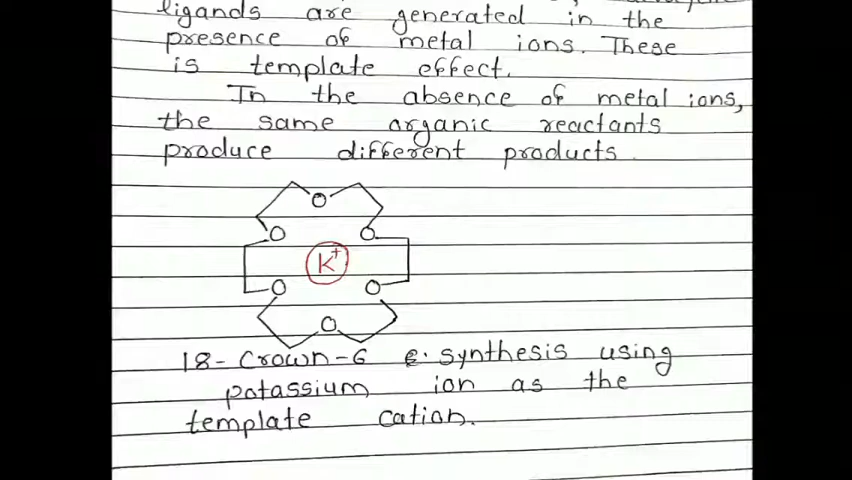 ligands are generated in the
presence of metal ions. These
is template effect.
In the absence of metal ions,
the same organic reactants
produce different products.
O
O O
K+
O O
O
18-Crown-6 synthesis using
potassium ion as the
template cation.